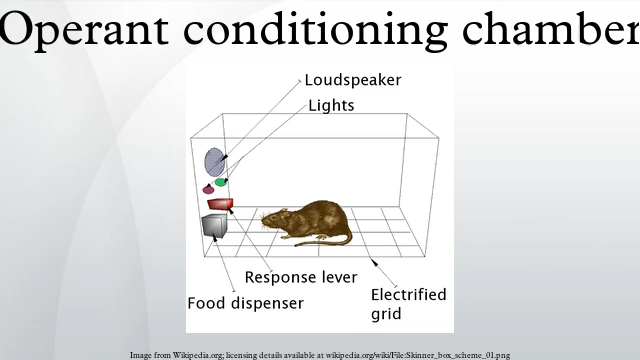 Operant conditioning chamber
Loudspeaker
Lights
Response lever
Food dispenser
Electrified
grid
Image from Wikipedia.org; licensing details available at wikipedia.org/wiki/File:Skinner_box_scheme_01.png